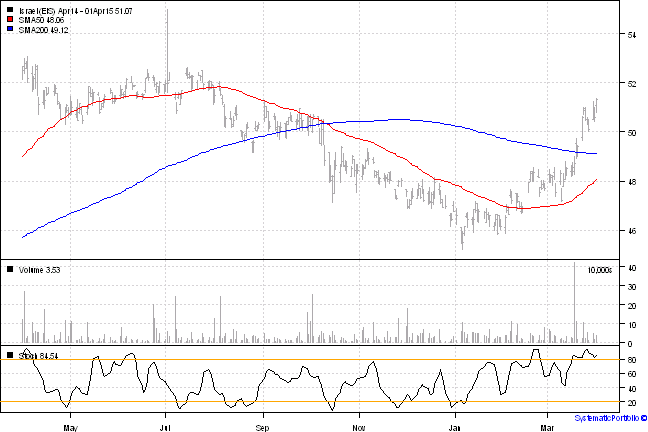 Israel(EIS) Apr14 - 01Apr15 51.07
SMA50 48.06
SMA200 49.12
54
52
50
48
46
Volume 3.53
10,000s
40
30
20
10
0
Stoch 84.54
80
60
40
20
May Jul Sep Nov Jan Mar
SystematicPortfolio ©